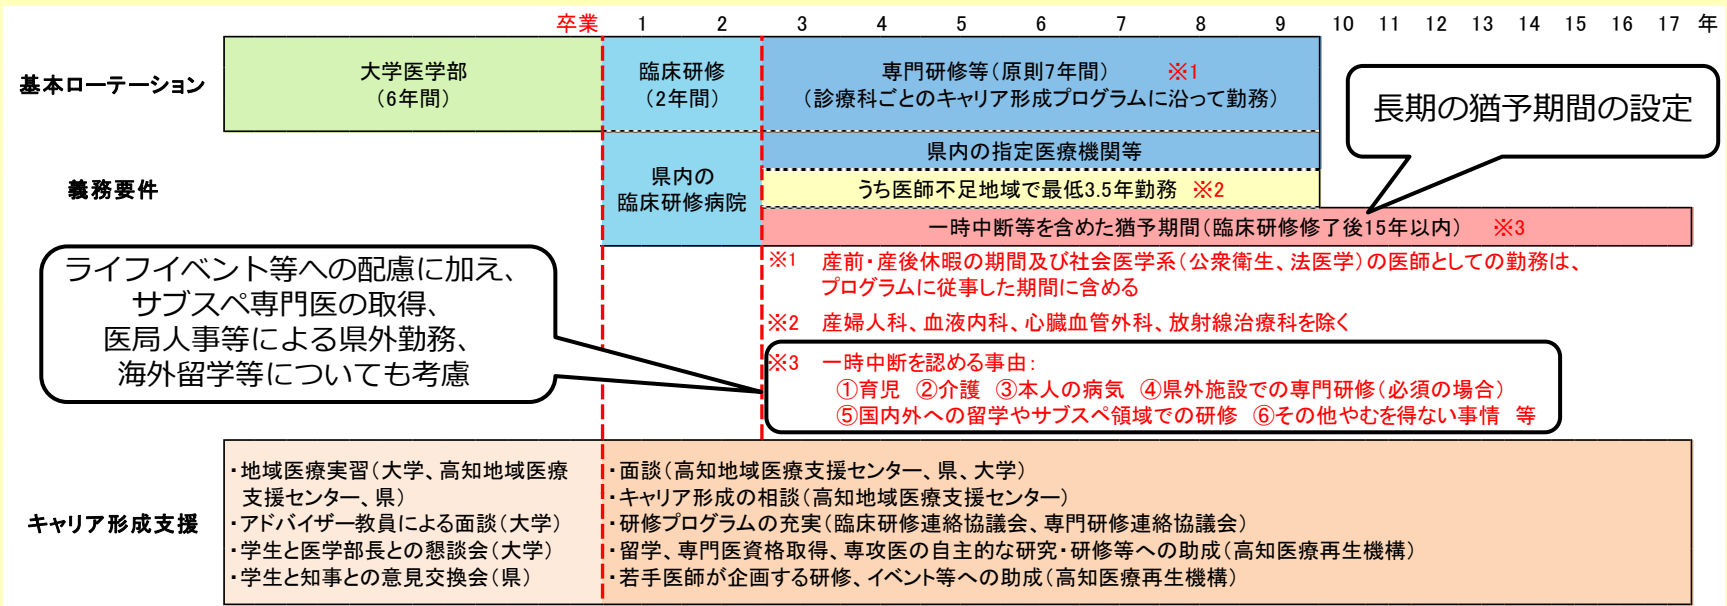 卒業 1 2 3 4 5 6 7 8 9 10 11 12 13 14 15 16 17 年
基本ローテーション
大学医学部
(6年間)
臨床研修
(2年間)
専門研修等(原則7年間) ※1
(診療科ごとのキャリア形成プログラムに沿って勤務)
長期の猶予期間の設定
義務要件
県内の
臨床研修病院
県内の指定医療機関等
うち医師不足地域で最低3.5年勤務 ※2
一時中断等を含めた猶予期間(臨床研修修了後15年以内) ※3
ライフイベント等への配慮に加え、
サブスペ専門医の取得、
医局人事等による県外勤務、
海外留学等についても考慮
※1 産前・産後休暇の期間及び社会医学系(公衆衛生、法医学)の医師としての勤務は、
プログラムに従事した期間に含める
※2 産婦人科、血液内科、心臓血管外科、放射線治療科を除く
※3 一時中断を認める事由:
①育児 ②介護 ③本人の病気 ④県外施設での専門研修(必須の場合)
⑤国内外への留学やサブスペ領域での研修 ⑥その他やむを得ない事情 等
キャリア形成支援
・地域医療実習(大学、高知地域医療
支援センター、県)
・アドバイザー教員による面談(大学)
・学生と医学部長との懇談会(大学)
・学生と知事との意見交換会(県)
・面談(高知地域医療支援センター、県、大学)
・キャリア形成の相談(高知地域医療支援センター)
・研修プログラムの充実(臨床研修連絡協議会、専門研修連絡協議会)
・留学、専門医資格取得、専攻医の自主的な研究・研修等への助成(高知医療再生機構)
・若手医師が企画する研修、イベント等への助成(高知医療再生機構)